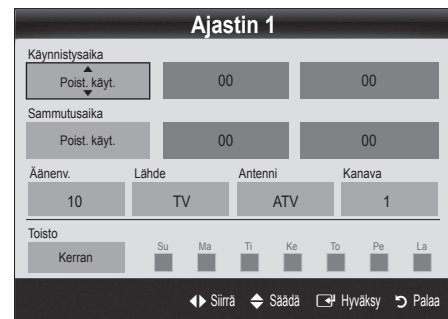 Ajastin 1
Käynnistysaika
Poist. käyt. 00 00
Sammutusaika
Poist. käyt. 00 00
Äänenv. Lähde Antenni Kanava
10 TV ATV 1
Toisto
Su Ma Ti Ke To Pe La
Kerran
Siirrä Säädä Hyväksy Palaa